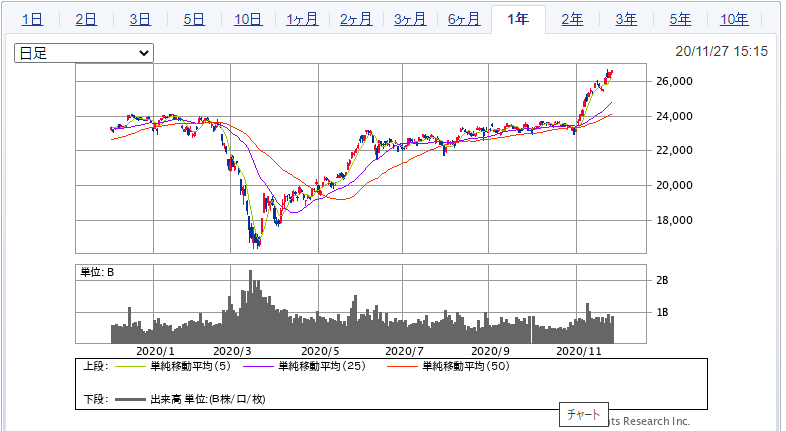 1日 2日 3日 5日 10日 1ヶ月 2ヶ月 3ヶ月 6ヶ月 1年 2年 3年 5年 10年
日足
20/11/27 15:15
26,000
24,000
22,000
20,000
18,000
単位: B
2B
1B
2020/1 2020/3 2020/5 2020/7 2020/9 2020/11
上段: 単純移動平均(5) 単純移動平均(25) 単純移動平均(50)
下段: 出来高 単位:(B株/口/枚)
チャート
ts Research Inc.